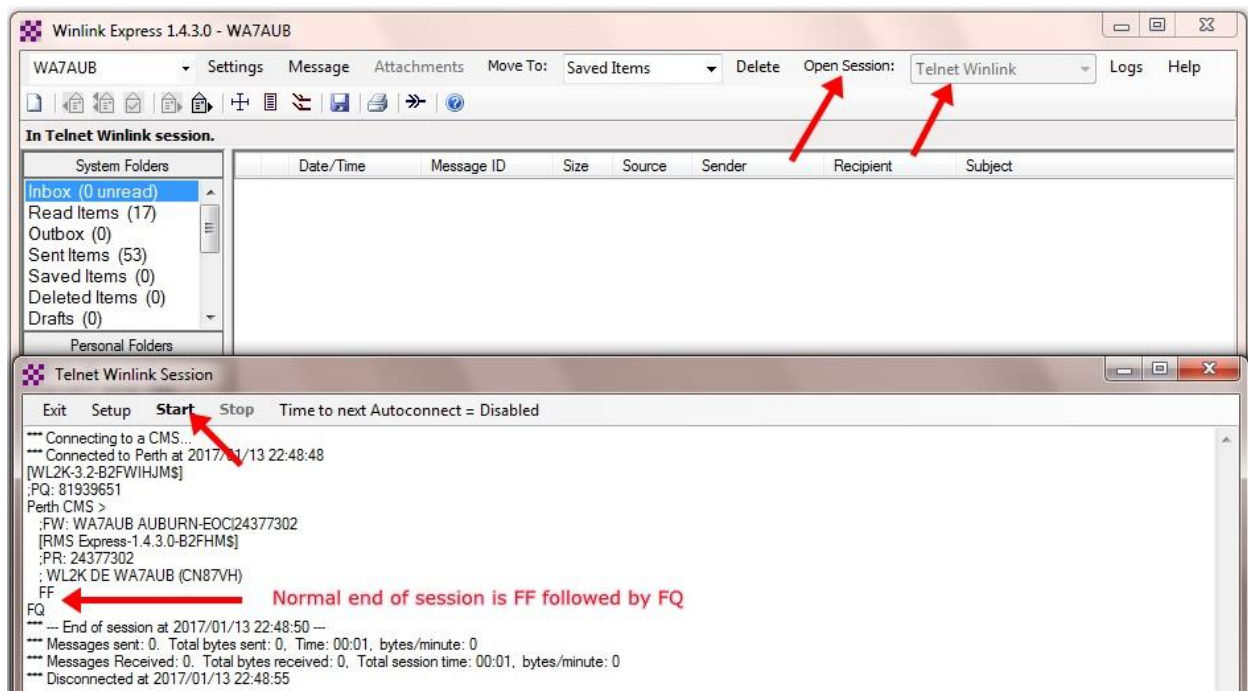 Winlink Express 1.4.3.0 - WA7AUB
WA7AUB Settings Message Attachments Move To: Saved Items Delete Open Session: Telnet Winlink Logs Help
In Telnet Winlink session.
System Folders Date/Time Message ID Size Source Sender Recipient Subject
Inbox (0 unread)
Read Items (17)
Outbox (0)
Sent Items (53)
Saved Items (0)
Deleted Items (0)
Drafts (0)
Personal Folders
Telnet Winlink Session
Exit Setup Start Stop Time to next Autoconnect = Disabled
*** Connecting to a CMS...
*** Connected to Perth at 2017/01/13 22:48:48
[WL2K-3.2-B2FWIHJM$]
;PQ: 81939651
Perth CMS >
;FW: WA7AUB AUBURN-EOC|24377302
[RMS Express-1.4.3.0-B2FHM$]
;PR: 24377302
; WL2K DE WA7AUB (CN87VH)
FF
Normal end of session is FF followed by FQ
FQ
*** --- End of session at 2017/01/13 22:48:50 ---
*** Messages sent: 0. Total bytes sent: 0, Time: 00:01, bytes/minute: 0
*** Messages Received: 0. Total bytes received: 0, Total session time: 00:01, bytes/minute: 0
*** Disconnected at 2017/01/13 22:48:55